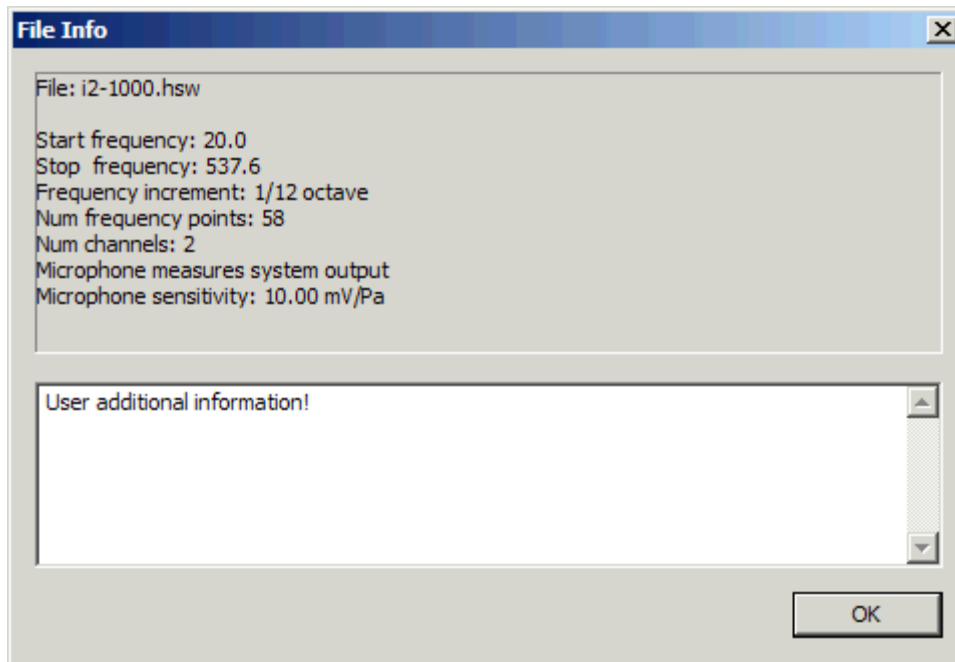 File Info
File: i2-1000.hsw
Start frequency: 20.0
Stop  frequency: 537.6
Frequency increment: 1/12 octave
Num frequency points: 58
Num channels: 2
Microphone measures system output
Microphone sensitivity: 10.00 mV/Pa
User additional information!
OK